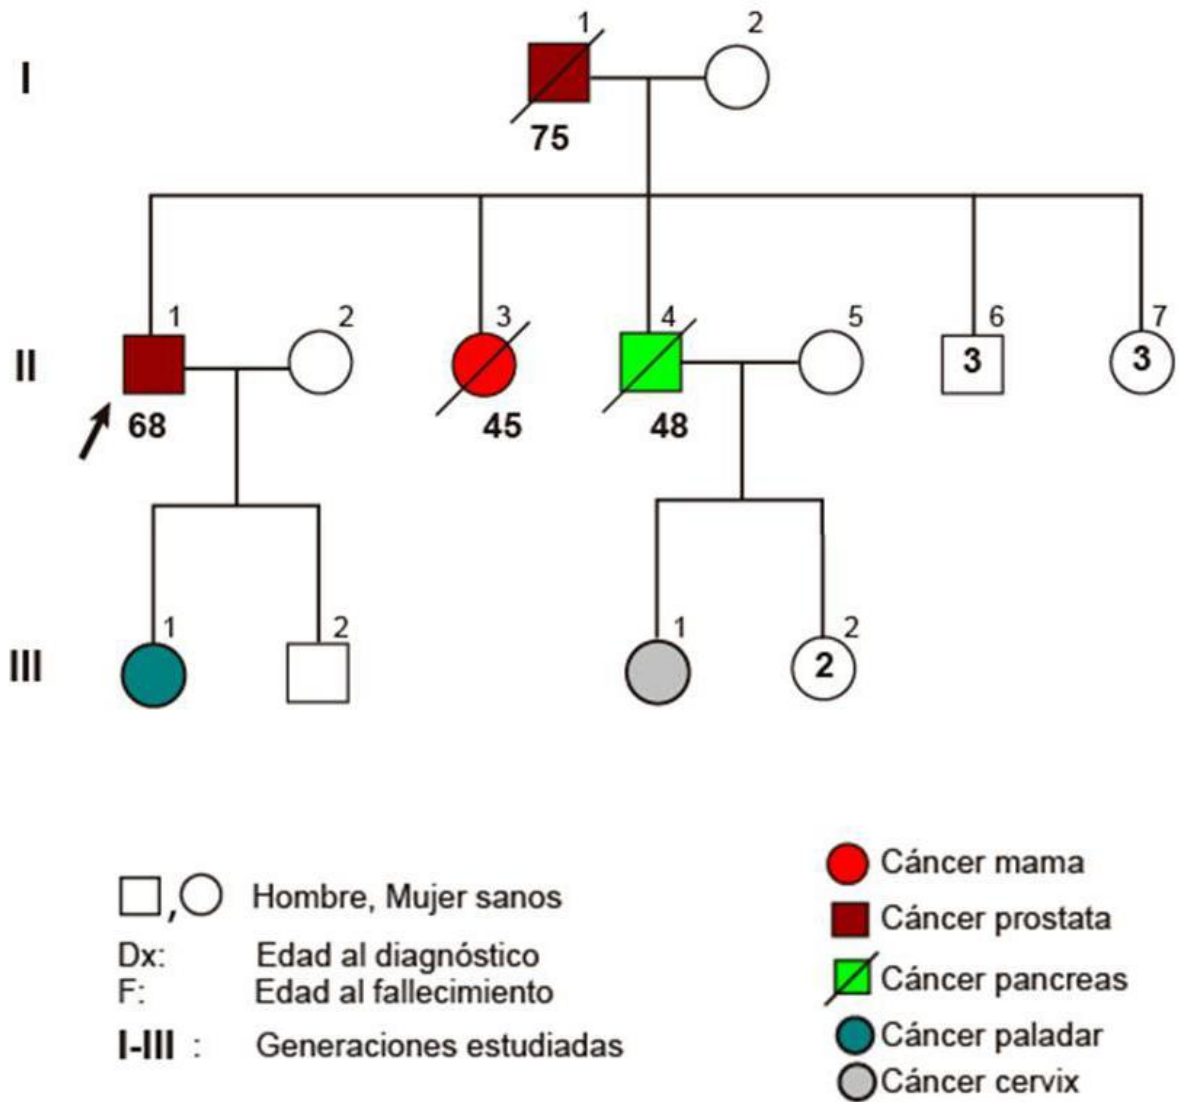 1 2
I
75
1 2 3 4 5 6 7
II 3 3
68 45 48
1 2 1 2
III 2
Hombre, Mujer sanos
Cáncer mama
Cáncer prostata
Dx: Edad al diagnóstico
F: Edad al fallecimiento
Cáncer pancreas
I-III : Generaciones estudiadas
Cáncer paladar
Cáncer cervix